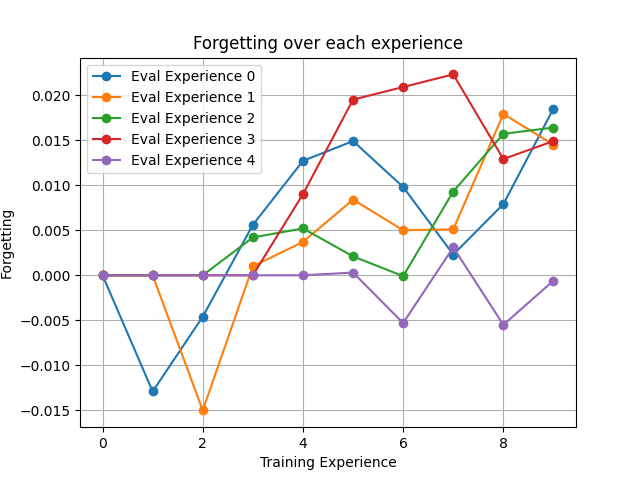 Forgetting over each experience
Eval Experience 0
Eval Experience 1
Eval Experience 2
Eval Experience 3
Eval Experience 4
Forgetting
0.020
0.015
0.010
0.005
0.000
−0.005
−0.010
−0.015
0 2 4 6 8
Training Experience